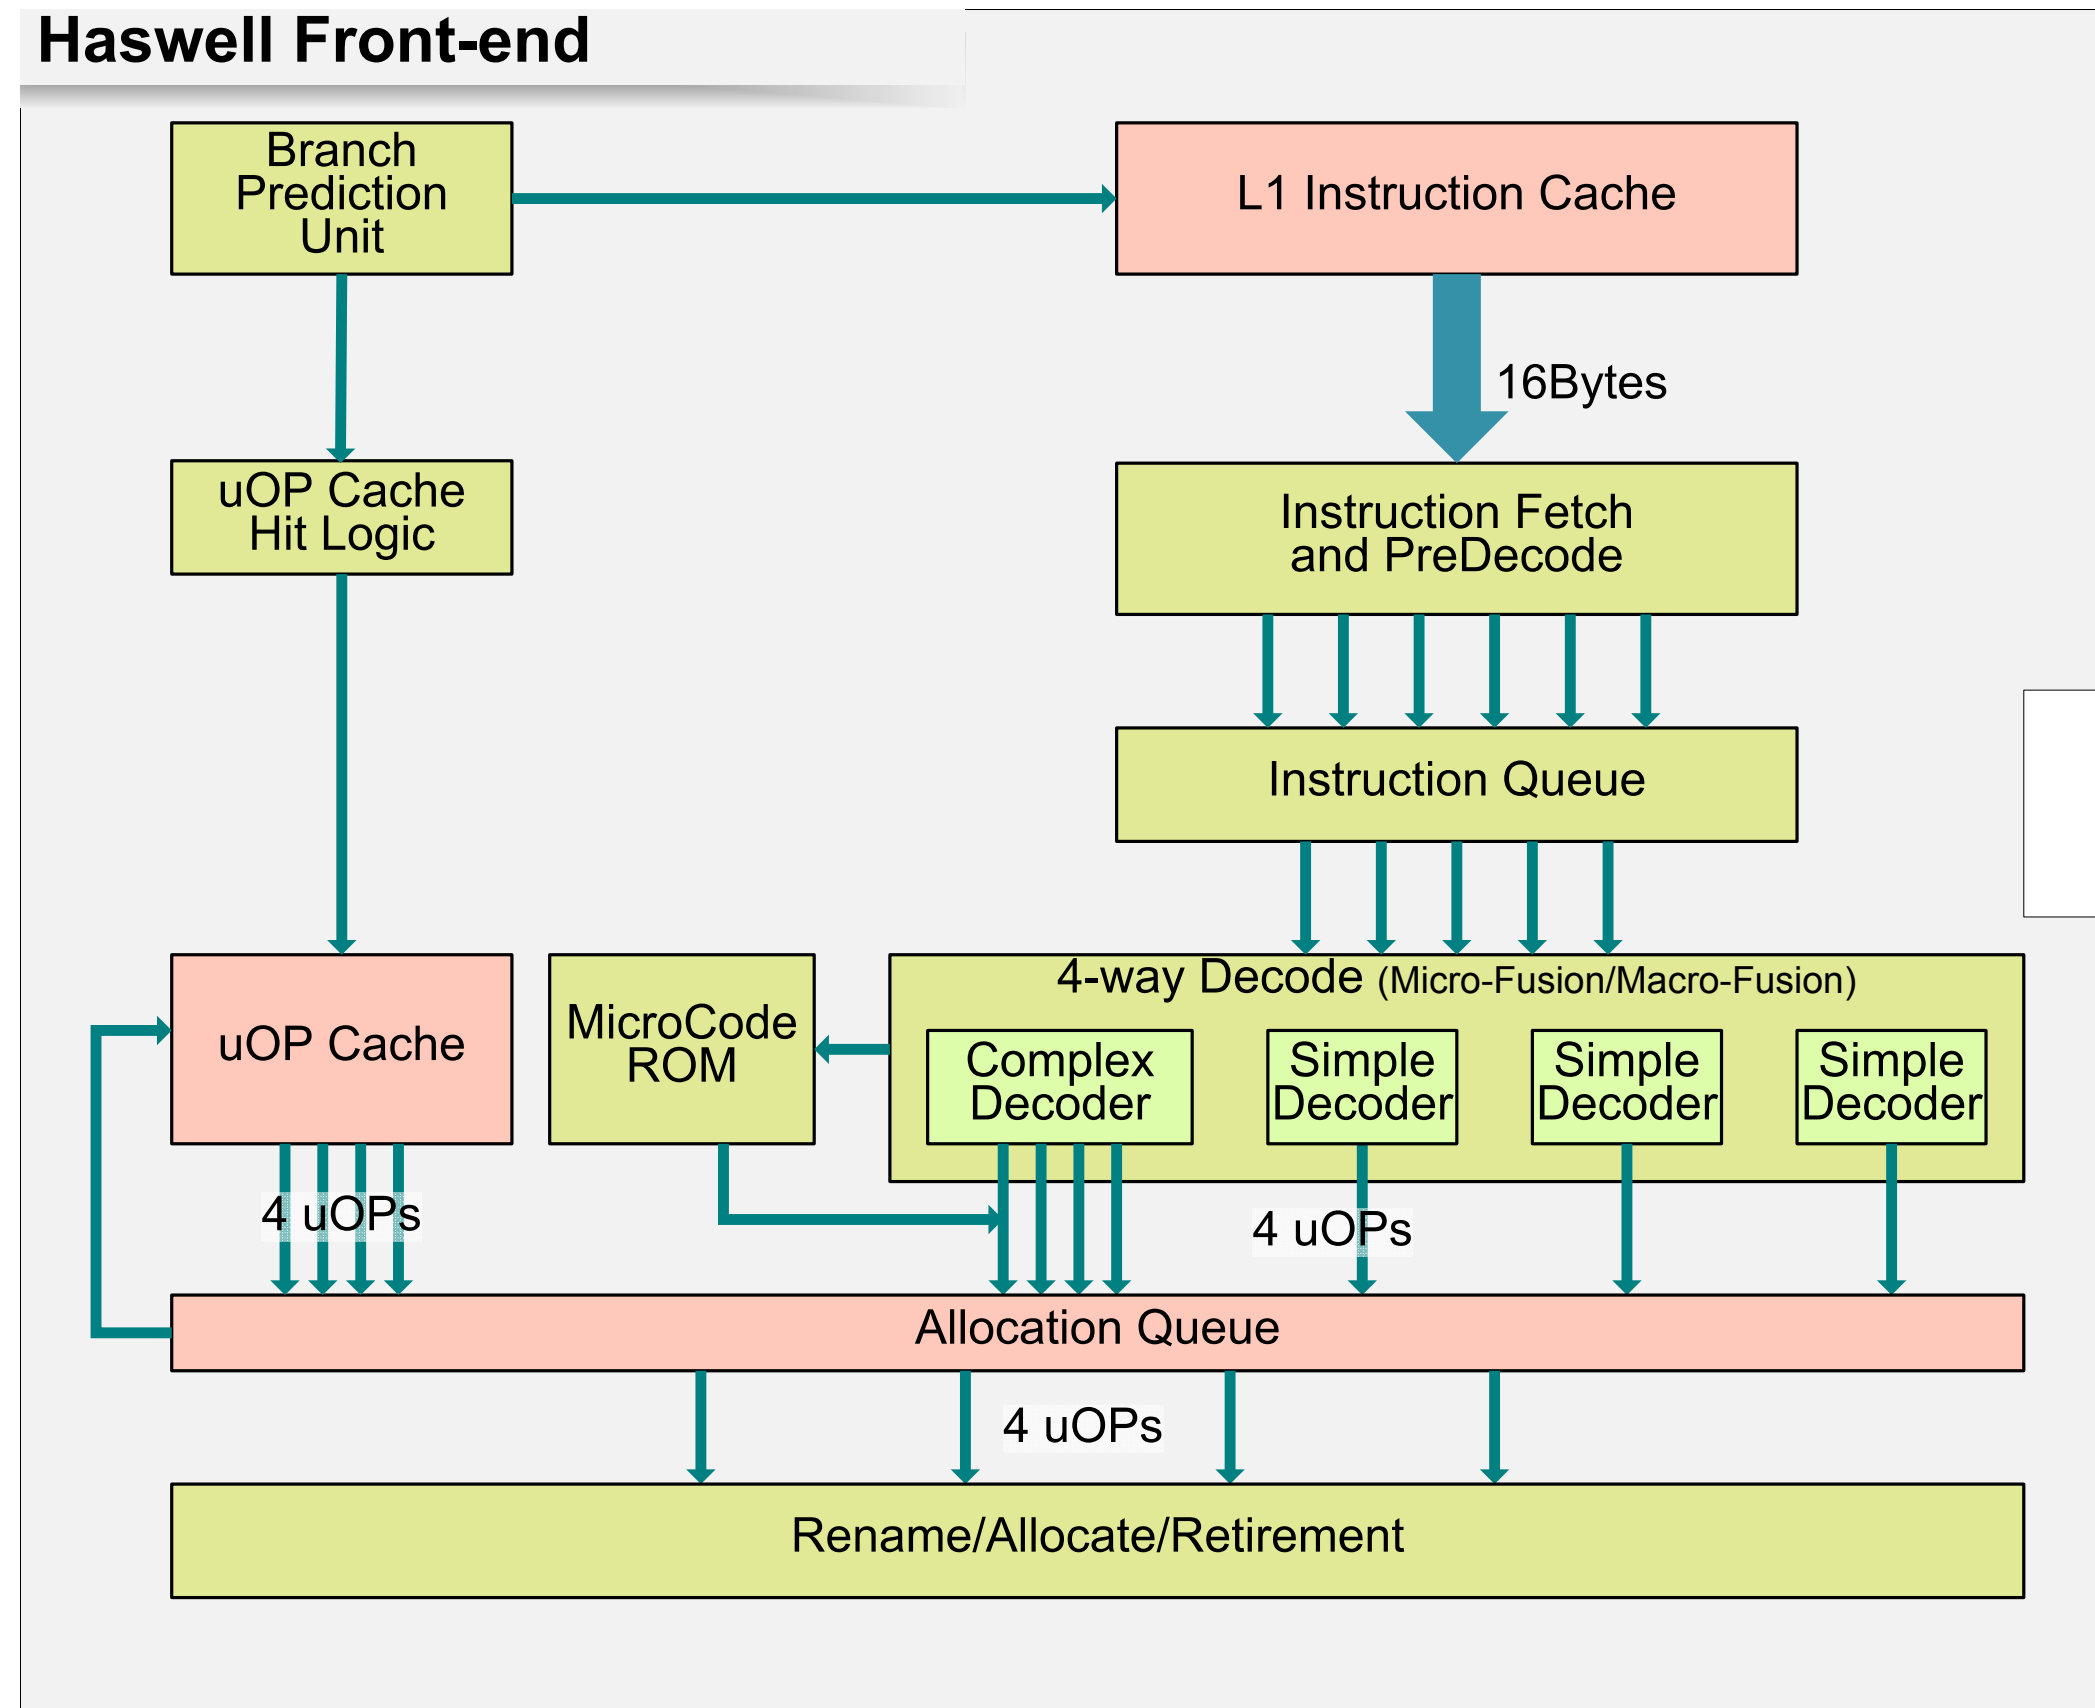 Haswell Front-end
Branch
Prediction
Unit
L1 Instruction Cache
16Bytes
uOP Cache
Hit Logic
Instruction Fetch
and PreDecode
Instruction Queue
uOP Cache
MicroCode
ROM
4-way Decode (Micro-Fusion/Macro-Fusion)
Complex
Decoder
Simple
Decoder
Simple
Decoder
Simple
Decoder
4 uOPs
4 uOPs
Allocation Queue
4 uOPs
Rename/Allocate/Retirement